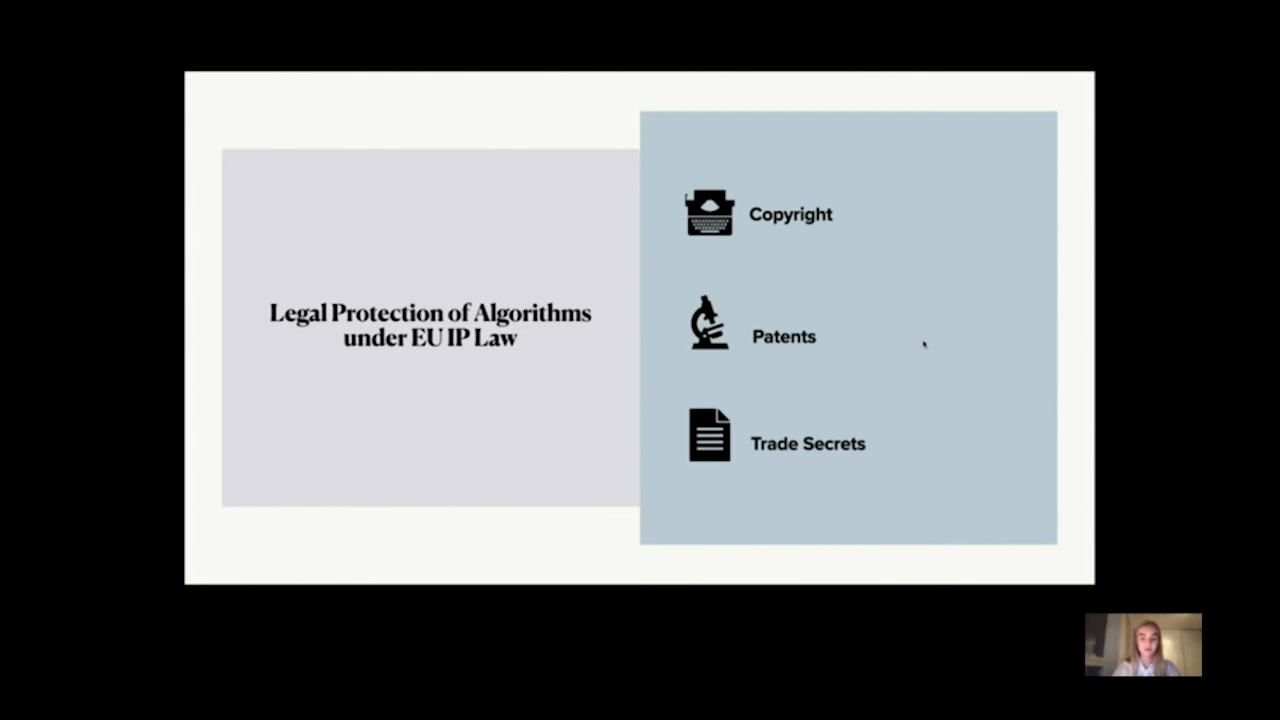 Legal Protection of Algorithms
under EU IP Law
Copyright
Patents
Trade Secrets